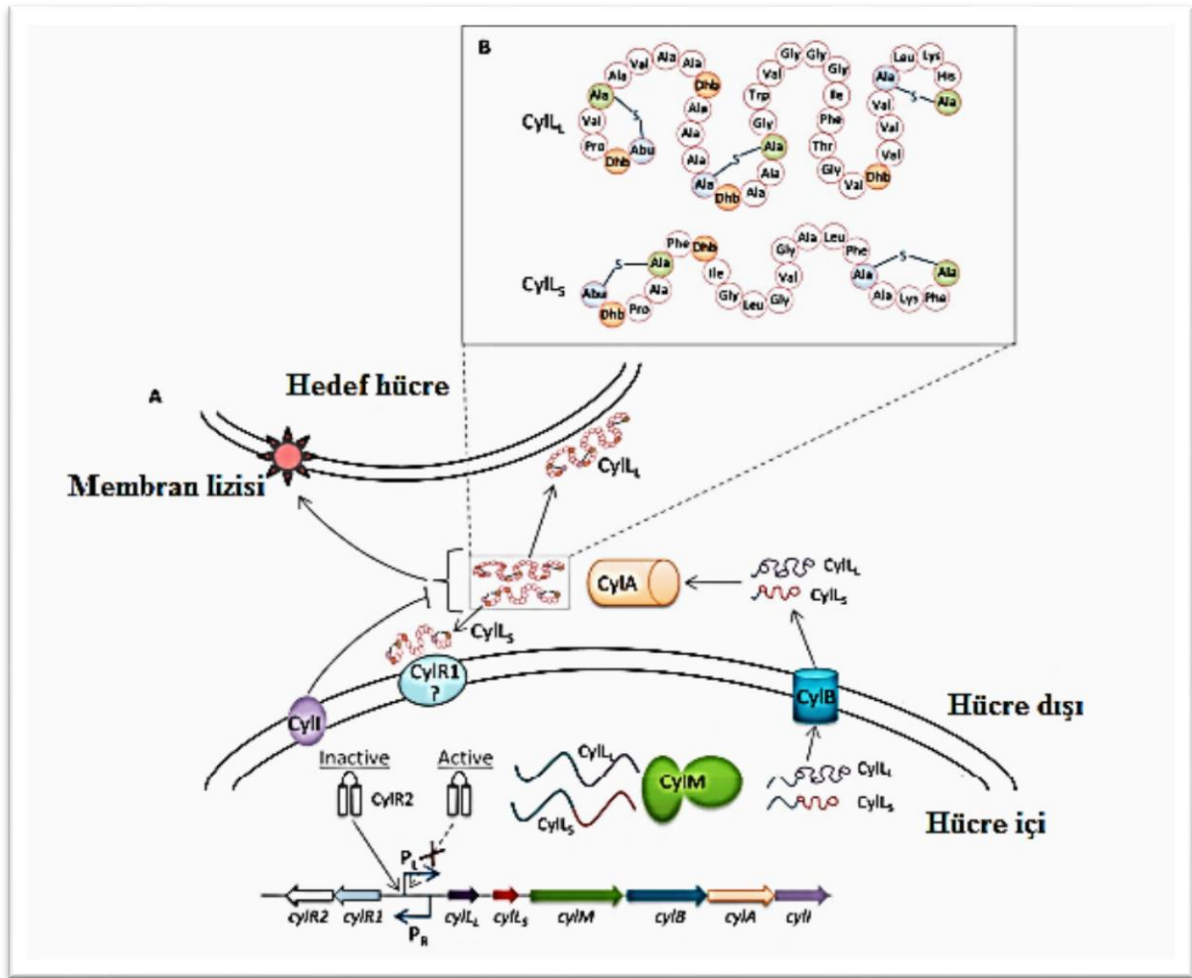 B
CylL_L
Pro Val Ala Ala Val Ala Ala Dhb Ala Ala Ala Ala Dhb Ala Ala Ala Gly Trp Val Gly Gly Gly Ile Phe Thr Gly Val Dhb Val Val Val Ala Leu Lys His Ala
Dhb Abu
S S S
CylL_S
Abu Dhb Pro Ala Ala Phe Dhb Ile Gly Leu Gly Val Gly Ala Leu Phe Ala Ala Lys Phe Ala
S S
A
Hedef hücre
Membran lizisi
CylL_L
CylA
CylL_L
CylL_S
CylL_S
CylR1
?
CylI
CylB
Hücre dışı
Inactive Active
CylR2
CylL_L
CylM
CylL_S
CylL_L
CylL_S
Hücre içi
P_L
cylR2 cylR1 cylL_L cylL_S cylM cylB cylA cylI
P_R